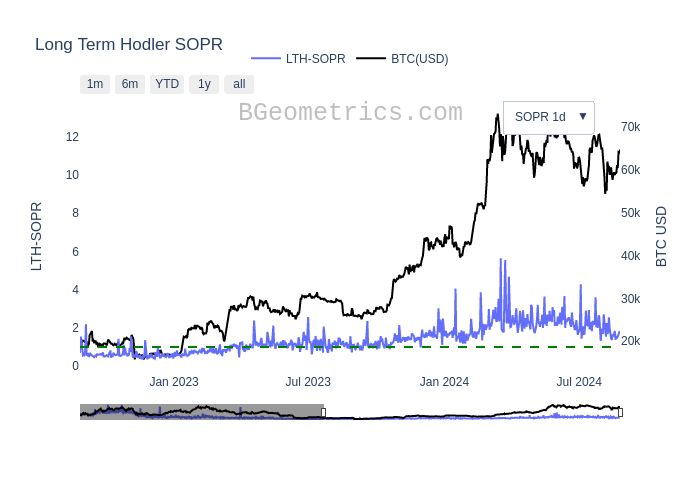 Long Term Hodler SOPR
LTH-SOPR BTC(USD)
1m 6m YTD 1y all
BGeometrics.com
SOPR 1d ▼
12
10
8
6
4
2
0
LTH-SOPR
70k
60k
50k
40k
30k
20k
BTC USD
Jan 2023 Jul 2023 Jan 2024 Jul 2024